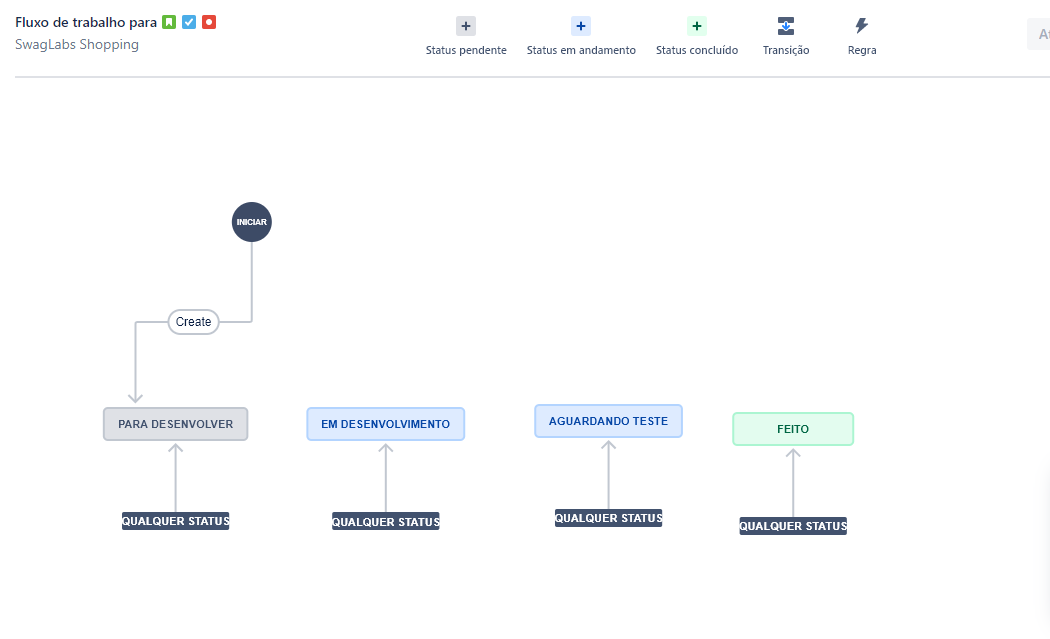 Fluxo de trabalho para
SwagLabs Shopping
Status pendente
Status em andamento
Status concluído
Transição
Regra
INICIAR
Create
PARA DESENVOLVER
EM DESENVOLVIMENTO
AGUARDANDO TESTE
FEITO
QUALQUER STATUS
QUALQUER STATUS
QUALQUER STATUS
QUALQUER STATUS